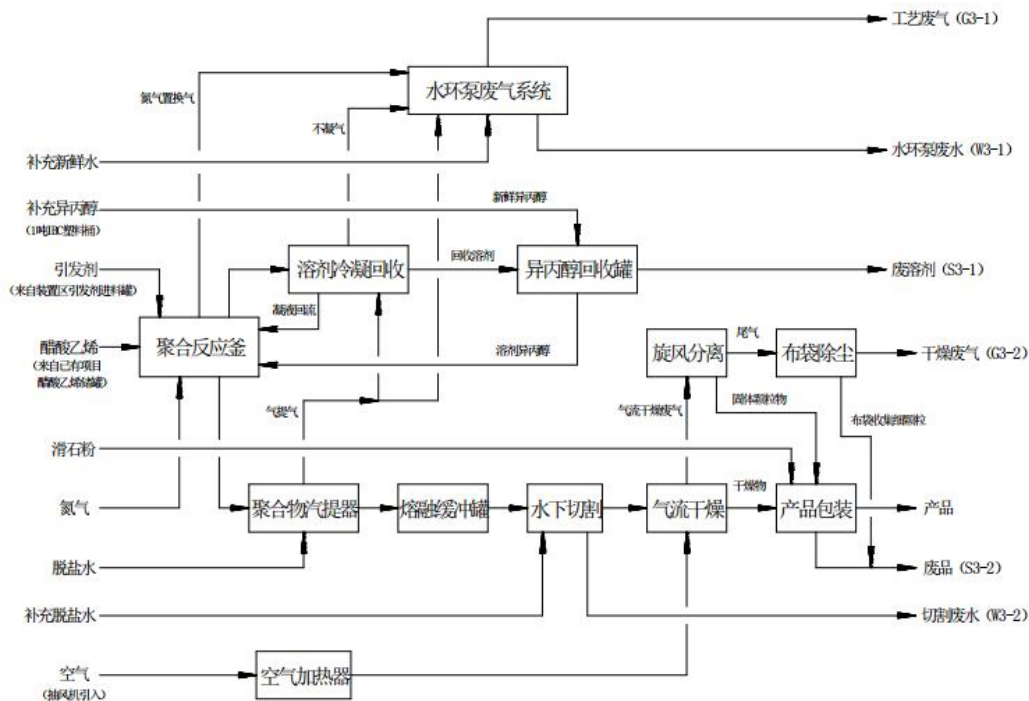 工艺废气 (G3-1)
水环泵废气系统
氮气置换气
不凝气
补充新鲜水
水环泵废水 (W3-1)
新鲜异丙醇
补充异丙醇
(1吨IBC塑料桶)
引发剂
(来自装置区引发剂进料罐)
溶剂冷凝回收
回收溶剂
异丙醇回收罐
废溶剂 (S3-1)
凝液回流
醋酸乙烯
(来自已有项目
醋酸乙烯储罐)
聚合反应釜
溶剂异丙醇
旋风分离
尾气
布袋除尘
干燥废气 (G3-2)
气提气
气流干燥废气
固体颗粒物
布袋收集细颗粒
滑石粉
氮气
聚合物汽提器
熔融缓冲罐
水下切割
气流干燥
干燥物
产品包装
产品
脱盐水
废品 (S3-2)
补充脱盐水
切割废水 (W3-2)
空气
(抽风机引入)
空气加热器